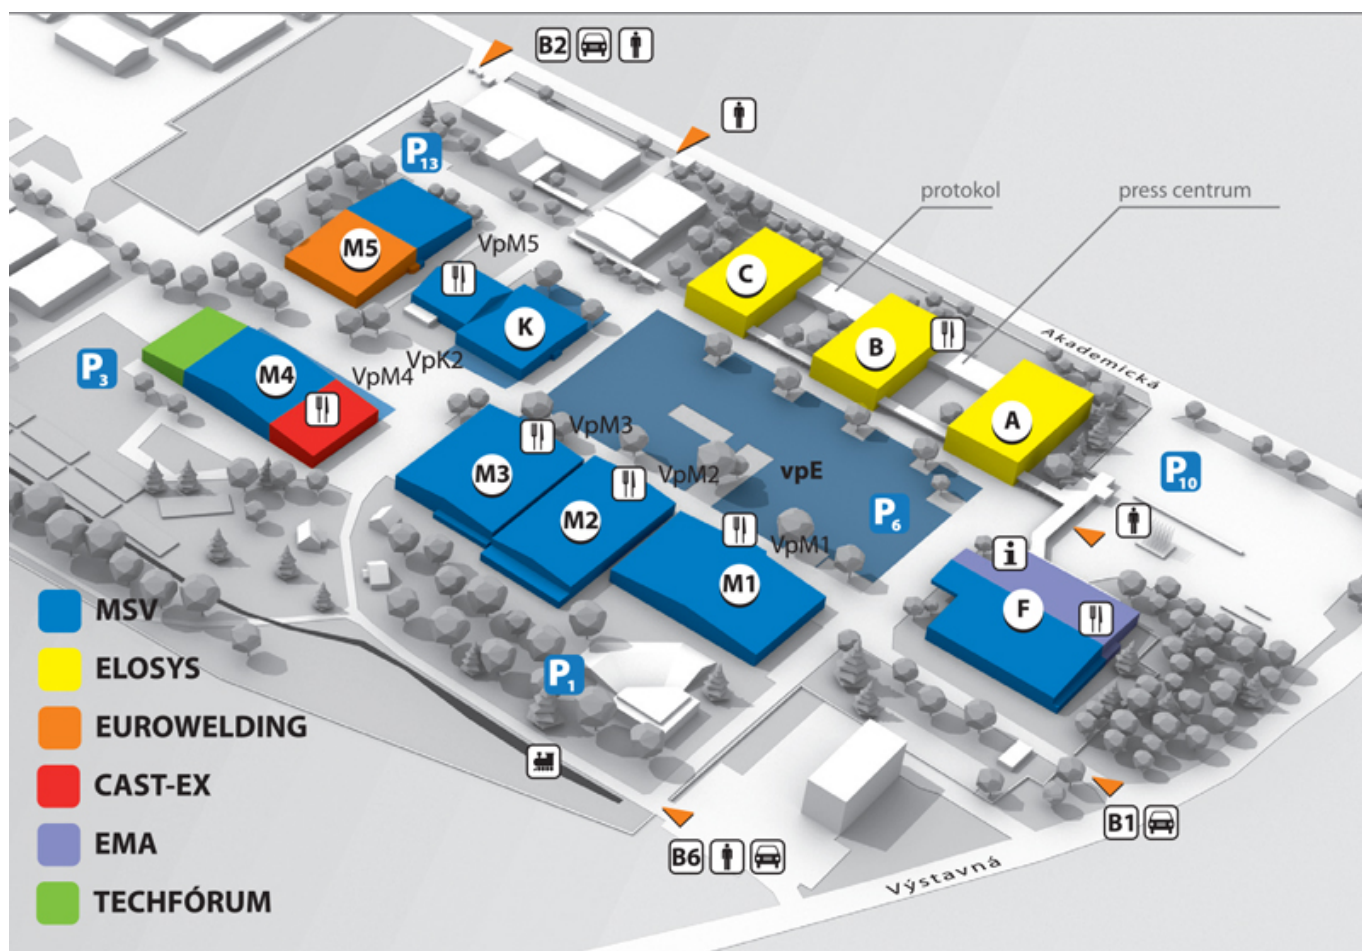 B2
P13
protokol
press centrum
M5
VpM5
C
K
B
Akademická
P3
M4
VpM4
VpK2
A
VpM3
M3
VpM2
vpE
P10
M2
P6
VpM1
M1
i
F
MSV
ELOSYS
P1
EUROWELDING
CAST-EX
B1
EMA
B6
Výstavná
TECHFÓRUM